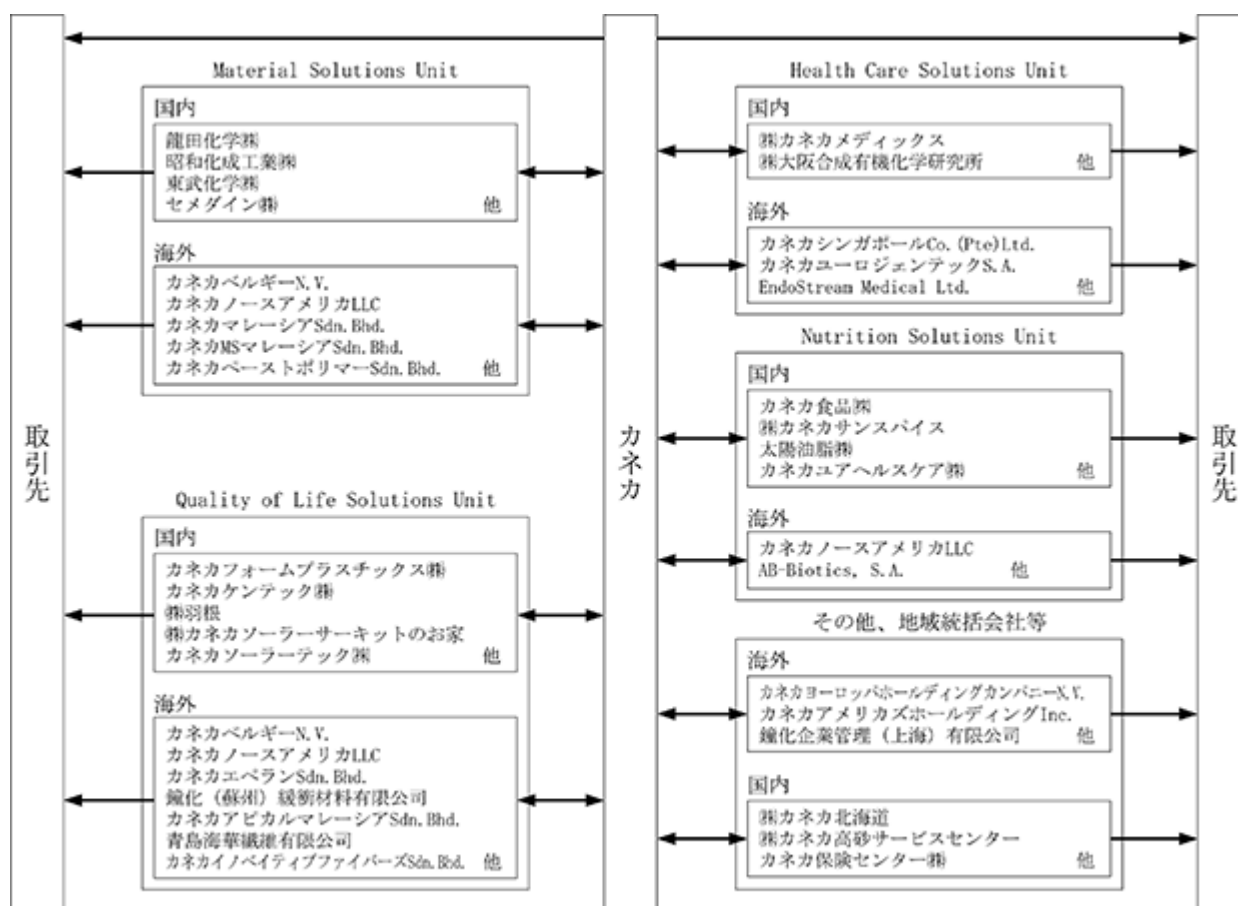 取引先
Material Solutions Unit
国内
龍田化学㈱
昭和化成工業㈱
東武化学㈱
セメダイン㈱ 他
海外
カネカベルギーN.V.
カネカノースアメリカLLC
カネカマレーシアSdn.Bhd.
カネカMSマレーシアSdn.Bhd.
カネカペーストポリマーSdn.Bhd. 他
Quality of Life Solutions Unit
国内
カネカフォームプラスチックス㈱
カネカケンテック㈱
㈱羽根
㈱カネカソーラーサーキットのお家
カネカソーラーテック㈱ 他
海外
カネカベルギーN.V.
カネカノースアメリカLLC
カネカエペランSdn.Bhd.
鐘化（蘇州）緩衝材料有限公司
カネカアピカルマレーシアSdn.Bhd.
青島海華繊維有限公司
カネカイノベイティブファイバーズSdn.Bhd. 他
カネカ
Health Care Solutions Unit
国内
㈱カネカメディックス
㈱大阪合成有機化学研究所 他
海外
カネカシンガポールCo.(Pte)Ltd.
カネカユーロジェンテックS.A.
EndoStream Medical Ltd. 他
Nutrition Solutions Unit
国内
カネカ食品㈱
㈱カネカサンスパイス
太陽油脂㈱
カネカユアヘルスケア㈱ 他
海外
カネカノースアメリカLLC
AB-Biotics, S.A. 他
その他、地域統括会社等
海外
カネカヨーロッパホールディングカンパニーN.V.
カネカアメリカズホールディングInc.
鐘化企業管理（上海）有限公司 他
国内
㈱カネカ北海道
㈱カネカ高砂サービスセンター
カネカ保険センター㈱ 他
取引先